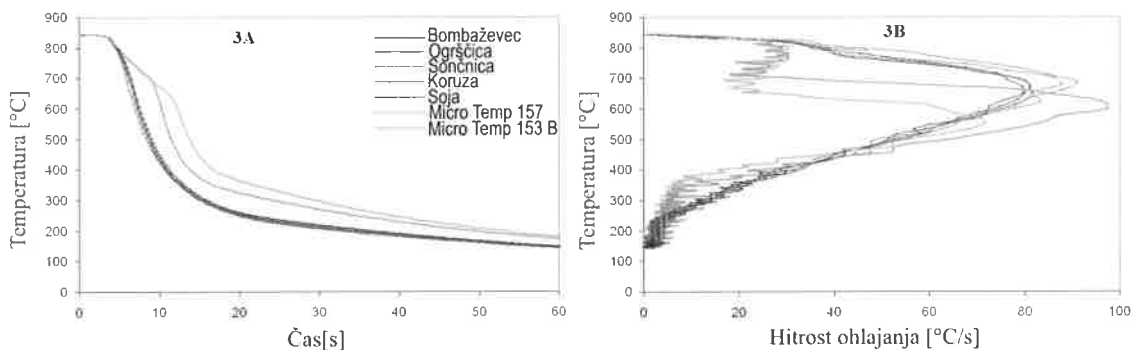 3A
Temperatura [°C]
900
800
700
600
500
400
300
200
100
0
0 10 20 30 40 50 60
Čas[s]
Bombaževec
Ogrščica
Sončnica
Koruza
Soja
Micro Temp 157
Micro Temp 153 B
3B
Temperatura [°C]
900
800
700
600
500
400
300
200
100
0
0 20 40 60 80 100
Hitrost ohlajanja [°C/s]